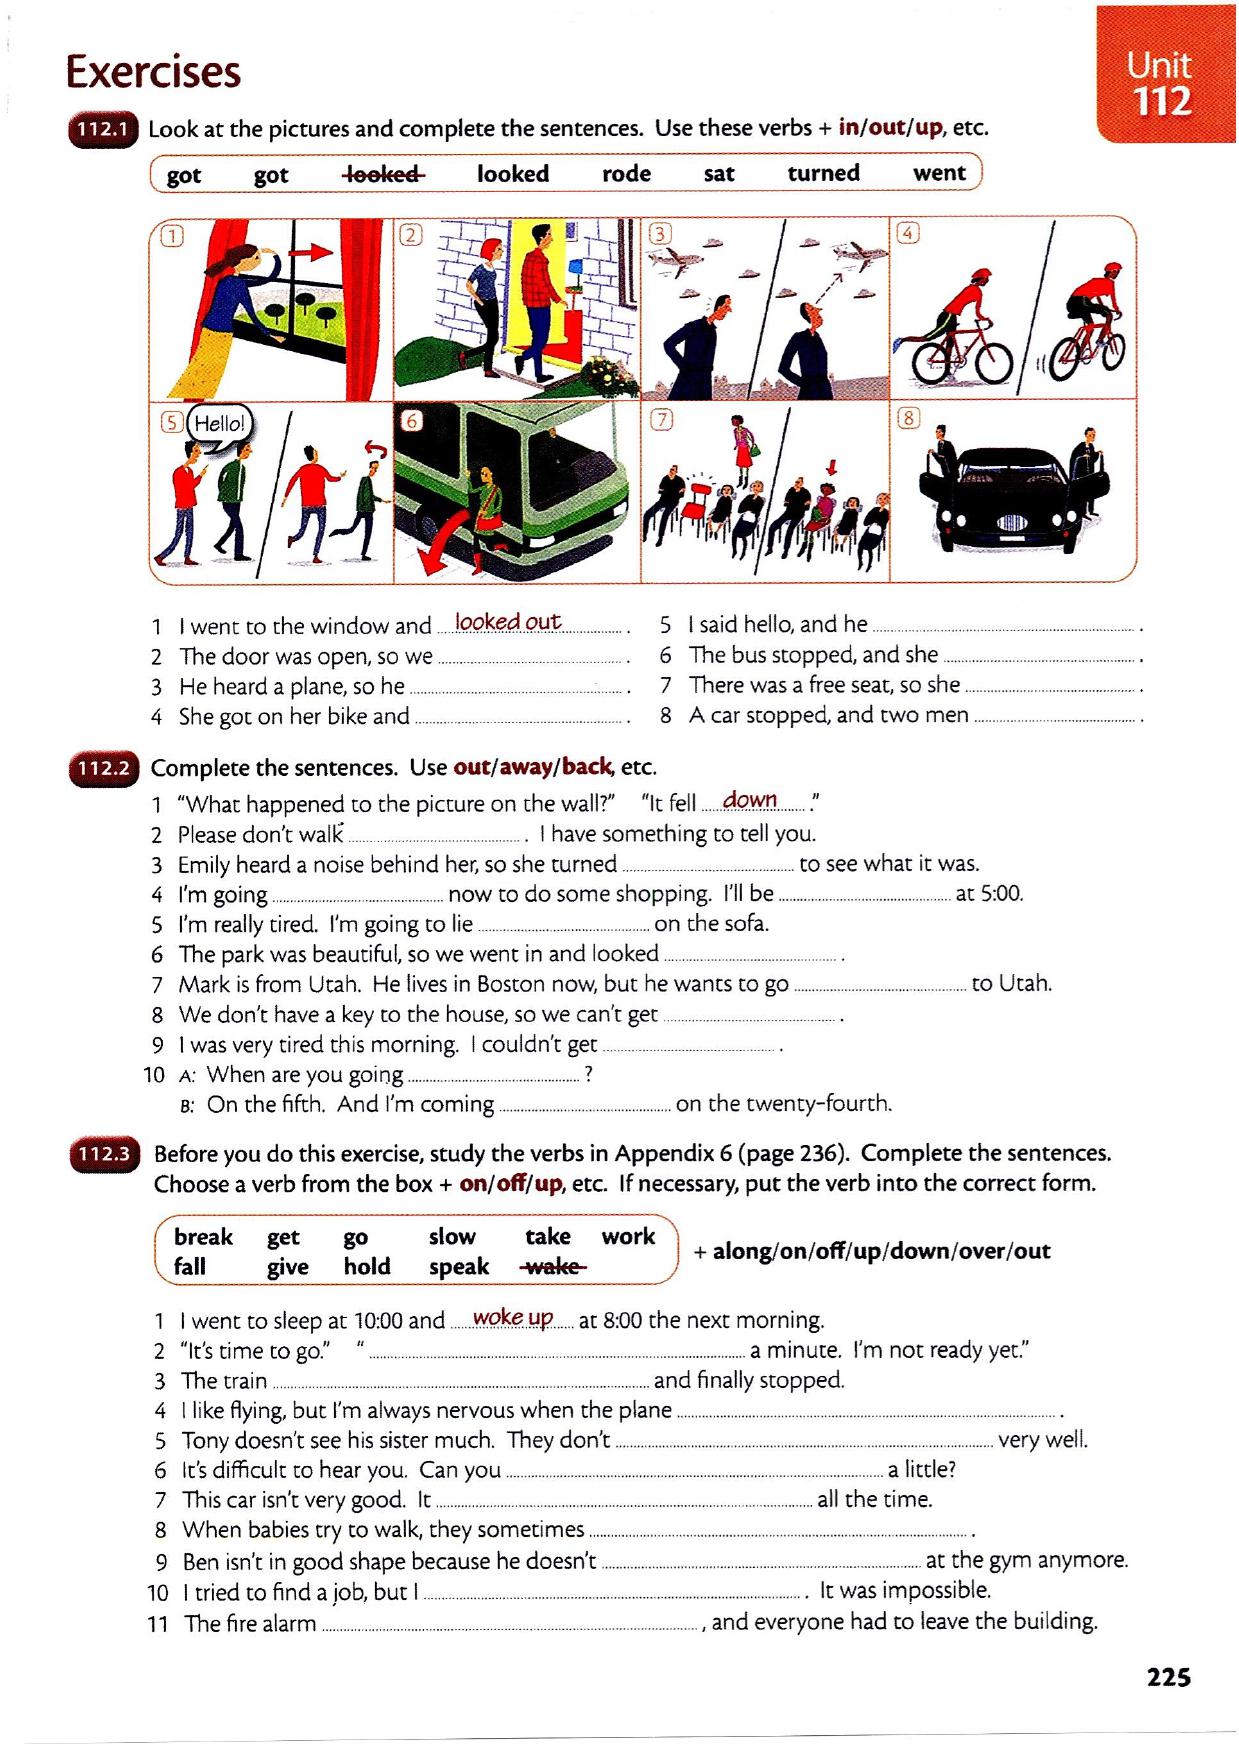 Exercises
Unit
112
112.1 Look at the pictures and complete the sentences. Use these verbs + in/out/up, etc.
got got looked looked rode sat turned went
1
2
3
4
5 Hello!
6
7
8
1 I went to the window and looked out .
2 The door was open, so we .
3 He heard a plane, so he .
4 She got on her bike and .
5 I said hello, and he .
6 The bus stopped, and she .
7 There was a free seat, so she .
8 A car stopped, and two men .
112.2 Complete the sentences. Use out/away/back, etc.
1 "What happened to the picture on the wall?" "It fell down ."
2 Please don't walk . I have something to tell you.
3 Emily heard a noise behind her, so she turned to see what it was.
4 I'm going now to do some shopping. I'll be at 5:00.
5 I'm really tired. I'm going to lie on the sofa.
6 The park was beautiful, so we went in and looked .
7 Mark is from Utah. He lives in Boston now, but he wants to go to Utah.
8 We don't have a key to the house, so we can't get .
9 I was very tired this morning. I couldn't get .
10 A: When are you going ?
B: On the fifth. And I'm coming on the twenty-fourth.
112.3 Before you do this exercise, study the verbs in Appendix 6 (page 236). Complete the sentences.
Choose a verb from the box + on/off/up, etc. If necessary, put the verb into the correct form.
break get go slow take work
fall give hold speak wake
+ along/on/off/up/down/over/out
1 I went to sleep at 10:00 and woke up at 8:00 the next morning.
2 "It's time to go." " a minute. I'm not ready yet."
3 The train and finally stopped.
4 I like flying, but I'm always nervous when the plane .
5 Tony doesn't see his sister much. They don't very well.
6 It's difficult to hear you. Can you a little?
7 This car isn't very good. It all the time.
8 When babies try to walk, they sometimes .
9 Ben isn't in good shape because he doesn't at the gym anymore.
10 I tried to find a job, but I . It was impossible.
11 The fire alarm , and everyone had to leave the building.
225